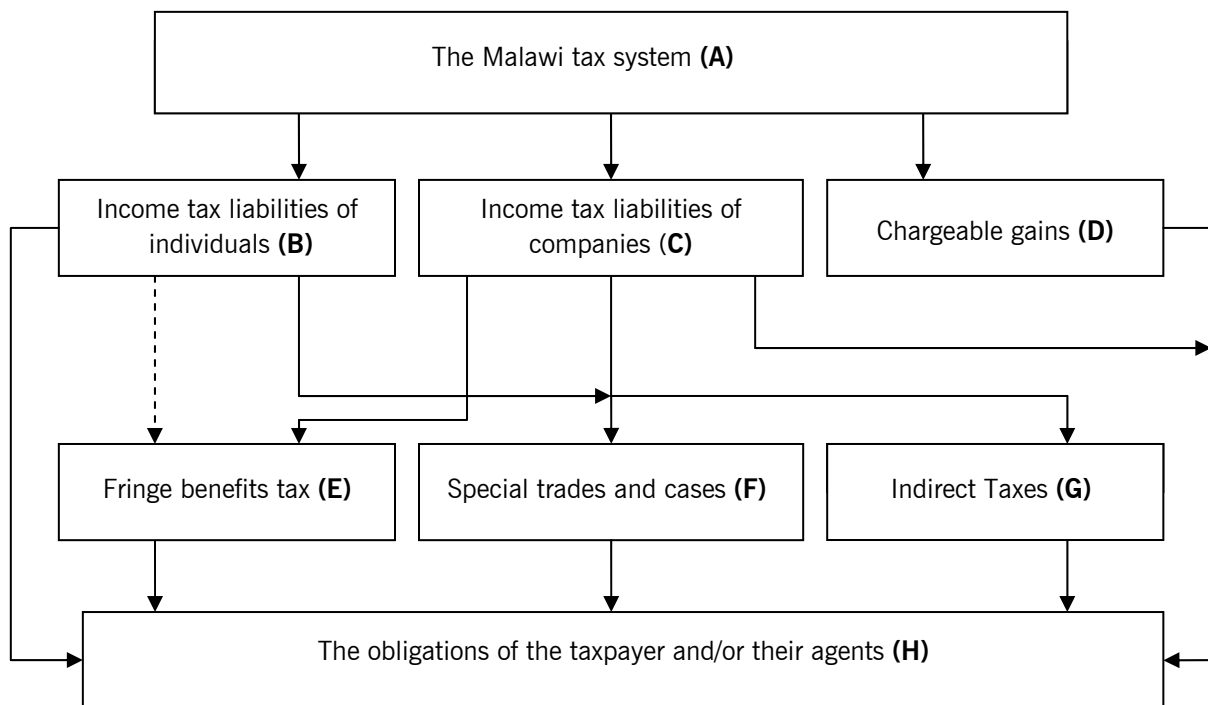 The Malawi tax system (A)
Income tax liabilities of
individuals (B)
Income tax liabilities of
companies (C)
Chargeable gains (D)
Fringe benefits tax (E)
Special trades and cases (F)
Indirect Taxes (G)
The obligations of the taxpayer and/or their agents (H)